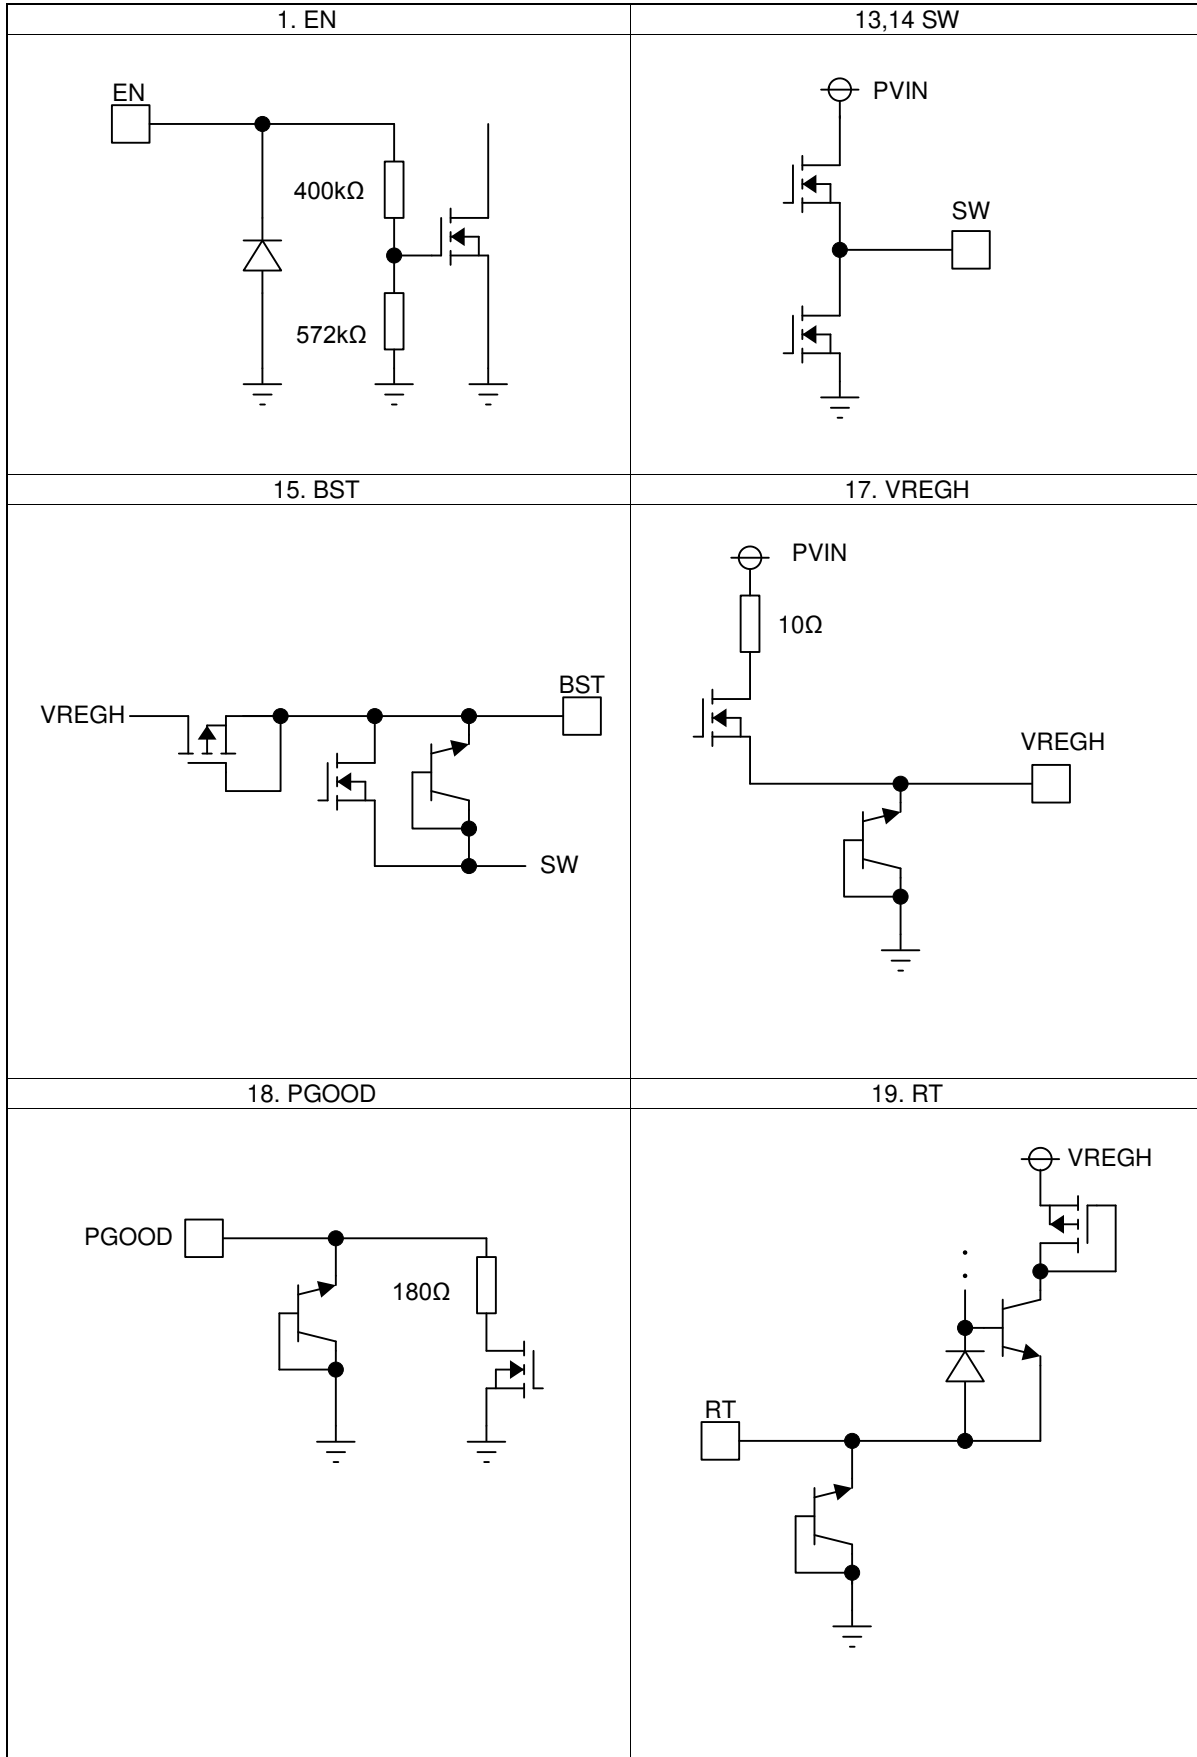 1. EN
13,14 SW
EN
400kΩ
572kΩ
PVIN
SW
15. BST
17. VREGH
VREGH
BST
SW
PVIN
10Ω
VREGH
18. PGOOD
19. RT
PGOOD
180Ω
VREGH
RT